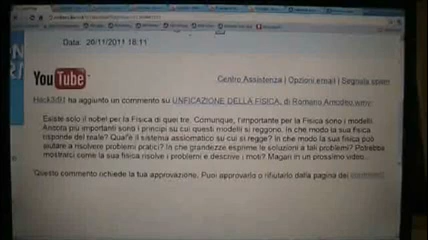 Data: 26/11/2011 18:11
You Tube
Centro Assistenza | Opzioni email | Segnala spam
ha aggiunto un commento su UNFICAZIONE DELLA FISICA, di Romano Amodeo
Esiste solo il nobel per la Fisica di quei tre. Comunque, l'importante per la Fisica sono i modelli.
Ancora più importanti sono i principi su cui questi modelli si reggono. In che modo la sua fisica
risponde del reale? Qual'è il sistema assiomatico su cui si regge? In che modo la sua fisica può
aiutare a risolvere problemi pratici? In che grandezze esprime le soluzioni a tali problemi? Potrebbe
mostrarci come la sua fisica risolve i problemi e descrive i moti? Magari in un prossimo video...
Questo commento richiede la tua approvazione. Puoi approvarlo o rifiutarlo dalla pagina dei